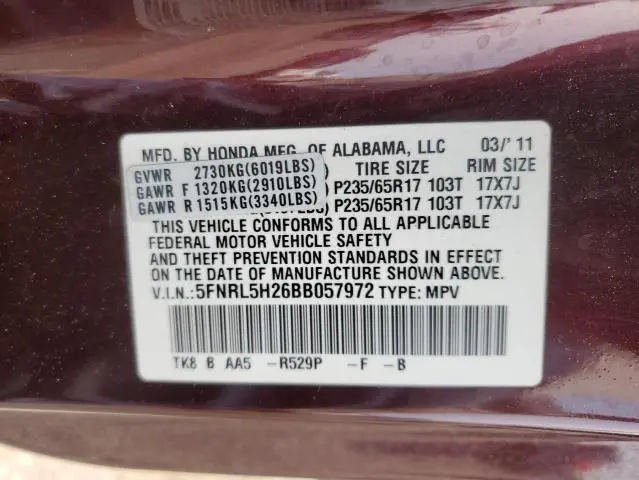 MFD. BY HONDA MFG. OF ALABAMA, LLC 03/'11
GVWR 2730KG(6019LBS) TIRE SIZE RIM SIZE
GAWR F 1320KG(2910LBS) P235/65R17 103T 17X7J
GAWR R 1515KG(3340LBS) P235/65R17 103T 17X7J
THIS VEHICLE CONFORMS TO ALL APPLICABLE
FEDERAL MOTOR VEHICLE SAFETY
AND THEFT PREVENTION STANDARDS IN EFFECT
ON THE DATE OF MANUFACTURE SHOWN ABOVE.
V.I.N.:5FNRL5H26BB057972 TYPE: MPV
TK8 B AA5 -R529P -F -B